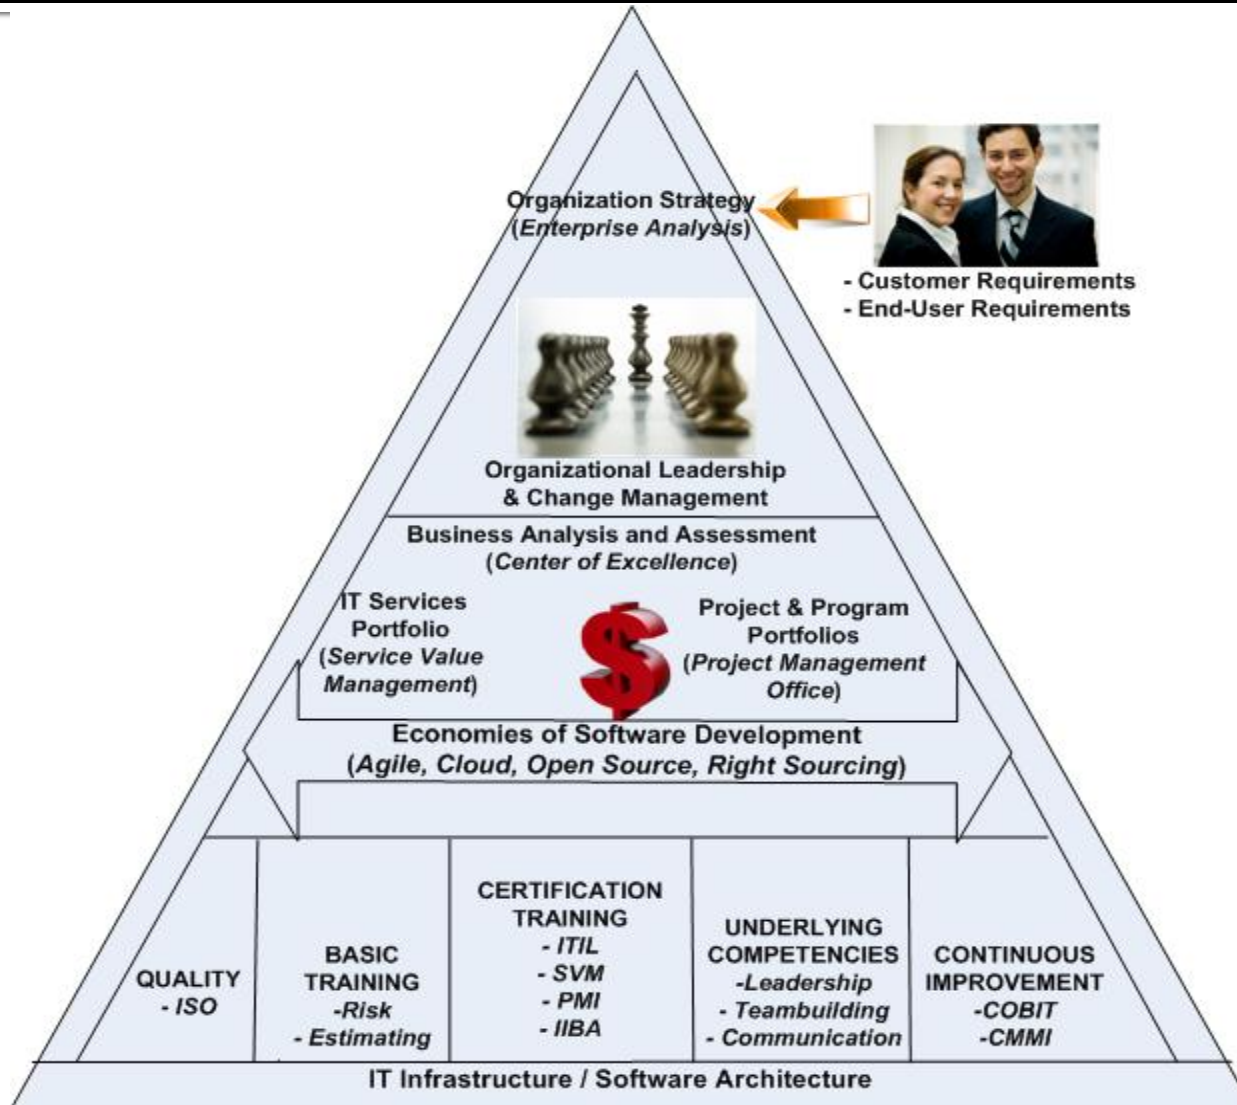 Organization Strategy
(Enterprise Analysis)
- Customer Requirements
- End-User Requirements
Organizational Leadership
& Change Management
Business Analysis and Assessment
(Center of Excellence)
IT Services
Portfolio
(Service Value
Management)
Project & Program
Portfolios
(Project Management
Office)
$
Economies of Software Development
(Agile, Cloud, Open Source, Right Sourcing)
QUALITY
- ISO
BASIC
TRAINING
-Risk
- Estimating
CERTIFICATION
TRAINING
- ITIL
- SVM
- PMI
- IIBA
UNDERLYING
COMPETENCIES
-Leadership
- Teambuilding
- Communication
CONTINUOUS
IMPROVEMENT
-COBIT
-CMMI
IT Infrastructure / Software Architecture